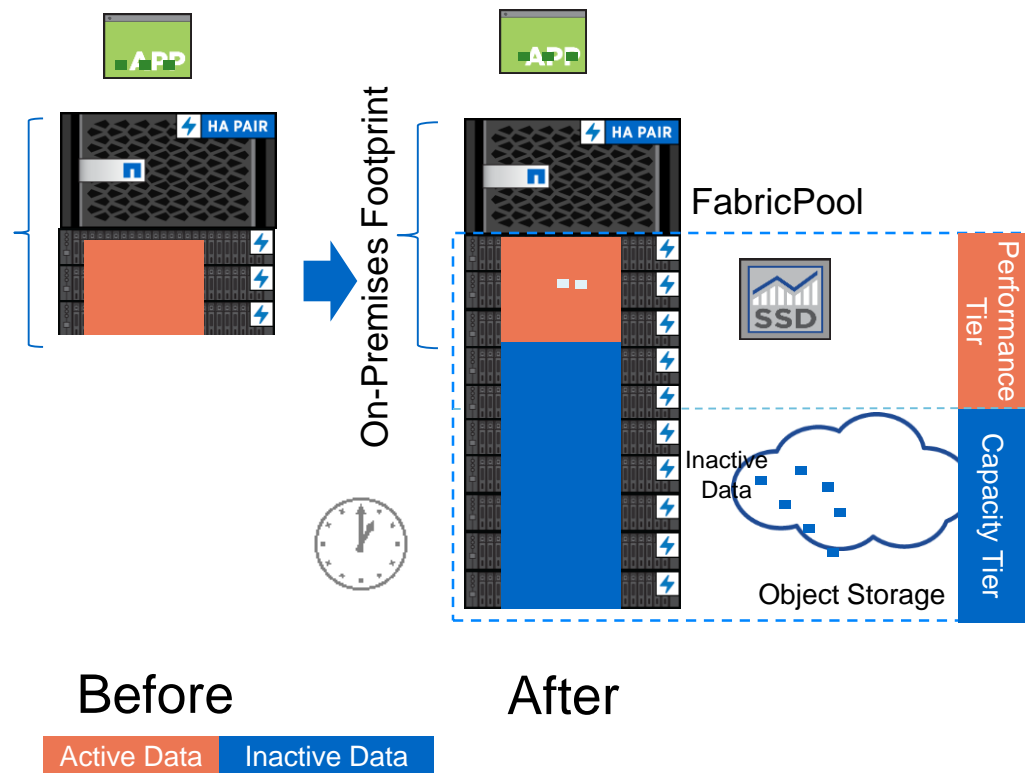 APP
APP
HA PAIR
HA PAIR
On-Premises Footprint
FabricPool
SSD
Performance
Tier
Inactive
Data
Capacity Tier
Object Storage
Before
After
Active Data
Inactive Data